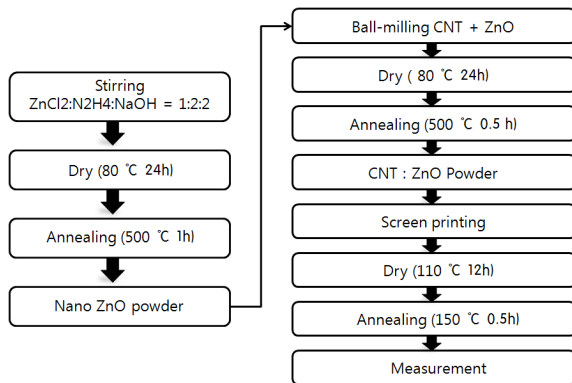 Stirring
ZnCl2:N2H4:NaOH = 1:2:2
Dry (80 ℃ 24h)
Annealing (500 ℃ 1h)
Nano ZnO powder
Ball-milling CNT + ZnO
Dry ( 80 ℃ 24h)
Annealing (500 ℃ 0.5 h)
CNT : ZnO Powder
Screen printing
Dry (110 ℃ 12h)
Annealing (150 ℃ 0.5h)
Measurement